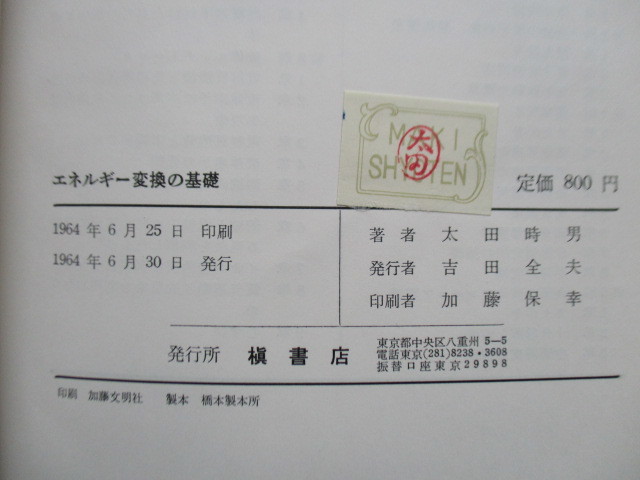 MAKI
太田
SHOTEN
エネルギー変換の基礎
定価 800 円
1964 年 6 月 25 日 印刷
1964 年 6 月 30 日 発行
著者 太田時男
発行者 吉田全夫
印刷者 加藤保幸
発行所 槇書店
東京都中央区八重州 5—5
電話東京(281)8238・3608
振替口座東京29898
印刷 加藤文明社 製本 橋本製本所